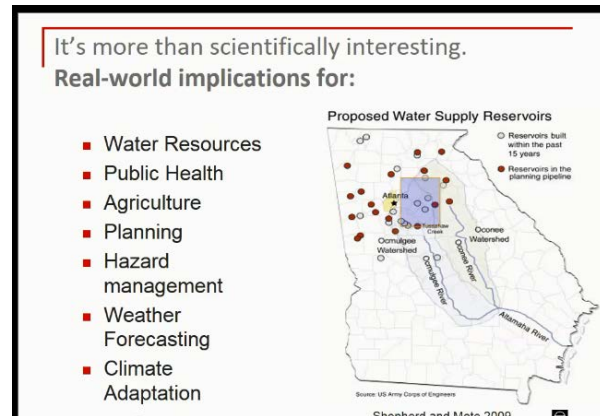 It's more than scientifically interesting.
Real-world implications for:
Water Resources
Public Health
Agriculture
Planning
Hazard
management
Weather
Forecasting
Climate
Adaptation
Proposed Water Supply Reservoirs
Reservoirs built
within the past
15 years
Reservoirs in the
planning pipeline
Atlanta
Creek
Ocmulgee
Watershed
Oconee
Watershed
Oconee River
Ocmulgee River
Altamaha River
Source: US Army Corps of Engineers
Shepherd and Mote 2009